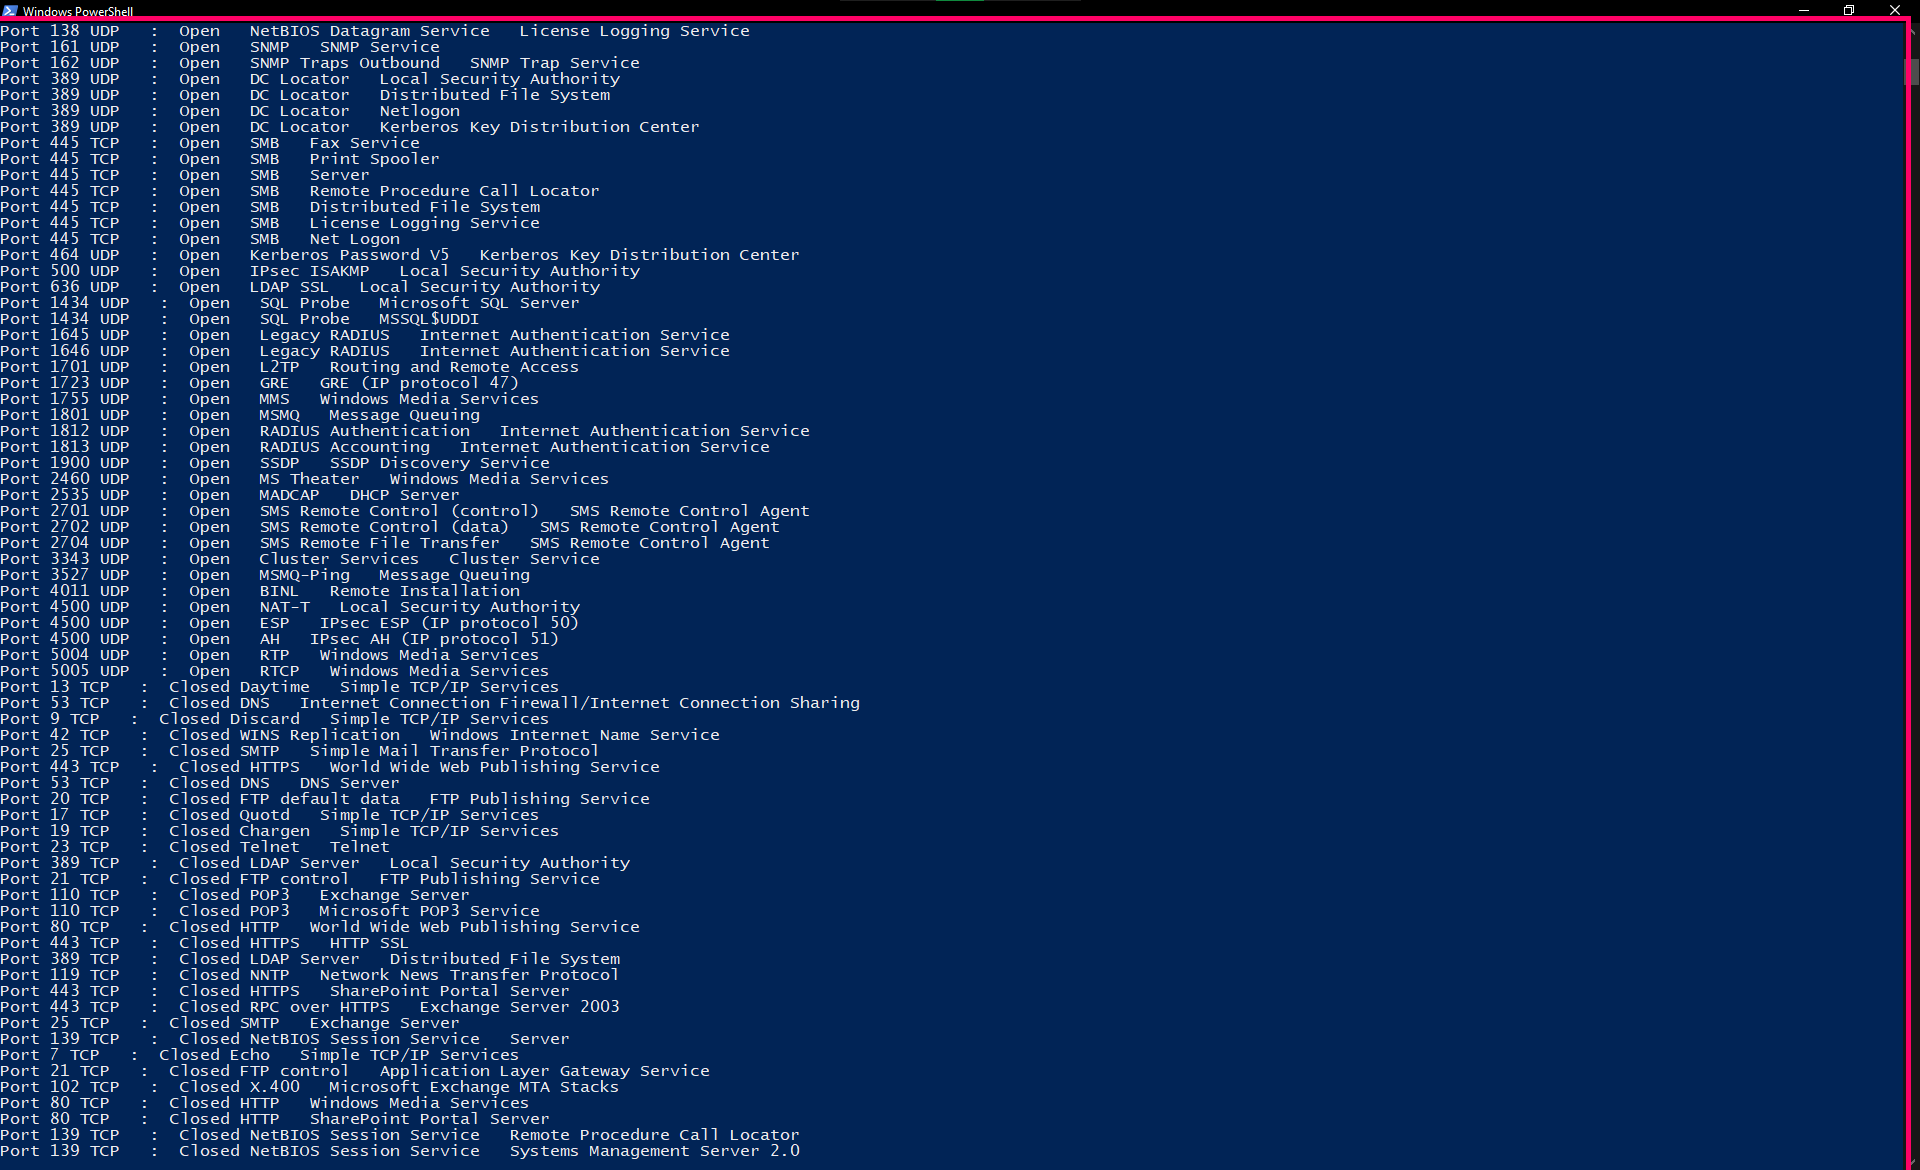 Windows PowerShell
Port 138 UDP : Open NetBIOS Datagram Service License Logging Service
Port 161 UDP : Open SNMP SNMP Service
Port 162 UDP : Open SNMP Traps Outbound SNMP Trap Service
Port 389 UDP : Open DC Locator Local Security Authority
Port 389 UDP : Open DC Locator Distributed File System
Port 389 UDP : Open DC Locator Netlogon
Port 389 UDP : Open DC Locator Kerberos Key Distribution Center
Port 445 TCP : Open SMB Fax Service
Port 445 TCP : Open SMB Print Spooler
Port 445 TCP : Open SMB Server
Port 445 TCP : Open SMB Remote Procedure Call Locator
Port 445 TCP : Open SMB Distributed File System
Port 445 TCP : Open SMB License Logging Service
Port 445 TCP : Open SMB Net Logon
Port 464 UDP : Open Kerberos Password V5 Kerberos Key Distribution Center
Port 500 UDP : Open IPsec ISAKMP Local Security Authority
Port 636 UDP : Open LDAP SSL Local Security Authority
Port 1434 UDP : Open SQL Probe Microsoft SQL Server
Port 1434 UDP : Open SQL Probe MSSQL$UDDI
Port 1645 UDP : Open Legacy RADIUS Internet Authentication Service
Port 1646 UDP : Open Legacy RADIUS Internet Authentication Service
Port 1701 UDP : Open L2TP Routing and Remote Access
Port 1723 UDP : Open GRE GRE (IP protocol 47)
Port 1755 UDP : Open MMS Windows Media Services
Port 1801 UDP : Open MSMQ Message Queuing
Port 1812 UDP : Open RADIUS Authentication Internet Authentication Service
Port 1813 UDP : Open RADIUS Accounting Internet Authentication Service
Port 1900 UDP : Open SSDP SSDP Discovery Service
Port 2460 UDP : Open MS Theater Windows Media Services
Port 2535 UDP : Open MADCAP DHCP Server
Port 2701 UDP : Open SMS Remote Control (control) SMS Remote Control Agent
Port 2702 UDP : Open SMS Remote Control (data) SMS Remote Control Agent
Port 2704 UDP : Open SMS Remote File Transfer SMS Remote Control Agent
Port 3343 UDP : Open Cluster Services Cluster Service
Port 3527 UDP : Open MSMQ-Ping Message Queuing
Port 4011 UDP : Open BINL Remote Installation
Port 4500 UDP : Open NAT-T Local Security Authority
Port 4500 UDP : Open ESP IPsec ESP (IP protocol 50)
Port 4500 UDP : Open AH IPsec AH (IP protocol 51)
Port 5004 UDP : Open RTP Windows Media Services
Port 5005 UDP : Open RTCP Windows Media Services
Port 13 TCP : Closed Daytime Simple TCP/IP Services
Port 53 TCP : Closed DNS Internet Connection Firewall/Internet Connection Sharing
Port 9 TCP : Closed Discard Simple TCP/IP Services
Port 42 TCP : Closed WINS Replication Windows Internet Name Service
Port 25 TCP : Closed SMTP Simple Mail Transfer Protocol
Port 443 TCP : Closed HTTPS World Wide Web Publishing Service
Port 53 TCP : Closed DNS DNS Server
Port 20 TCP : Closed FTP default data FTP Publishing Service
Port 17 TCP : Closed Quotd Simple TCP/IP Services
Port 19 TCP : Closed Chargen Simple TCP/IP Services
Port 23 TCP : Closed Telnet Telnet
Port 389 TCP : Closed LDAP Server Local Security Authority
Port 21 TCP : Closed FTP control FTP Publishing Service
Port 110 TCP : Closed POP3 Exchange Server
Port 110 TCP : Closed POP3 Microsoft POP3 Service
Port 80 TCP : Closed HTTP World Wide Web Publishing Service
Port 443 TCP : Closed HTTPS HTTP SSL
Port 389 TCP : Closed LDAP Server Distributed File System
Port 119 TCP : Closed NNTP Network News Transfer Protocol
Port 443 TCP : Closed HTTPS SharePoint Portal Server
Port 443 TCP : Closed RPC over HTTPS Exchange Server 2003
Port 25 TCP : Closed SMTP Exchange Server
Port 139 TCP : Closed NetBIOS Session Service Server
Port 7 TCP : Closed Echo Simple TCP/IP Services
Port 21 TCP : Closed FTP control Application Layer Gateway Service
Port 102 TCP : Closed X.400 Microsoft Exchange MTA Stacks
Port 80 TCP : Closed HTTP Windows Media Services
Port 80 TCP : Closed HTTP SharePoint Portal Server
Port 139 TCP : Closed NetBIOS Session Service Remote Procedure Call Locator
Port 139 TCP : Closed NetBIOS Session Service Systems Management Server 2.0